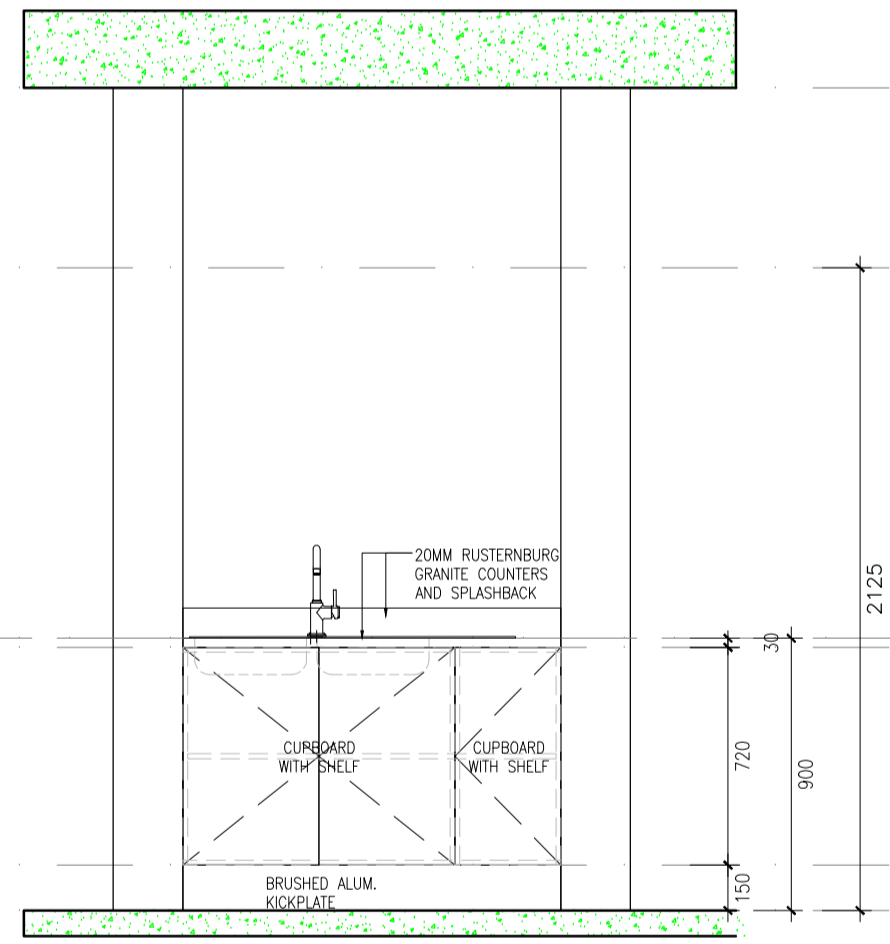 20MM RUSTERNBURG
GRANITE COUNTERS
AND SPLASHBACK
2125
30
CUPBOARD
WITH SHELF
CUPBOARD
WITH SHELF
720
900
BRUSHED ALUM.
KICKPLATE
150